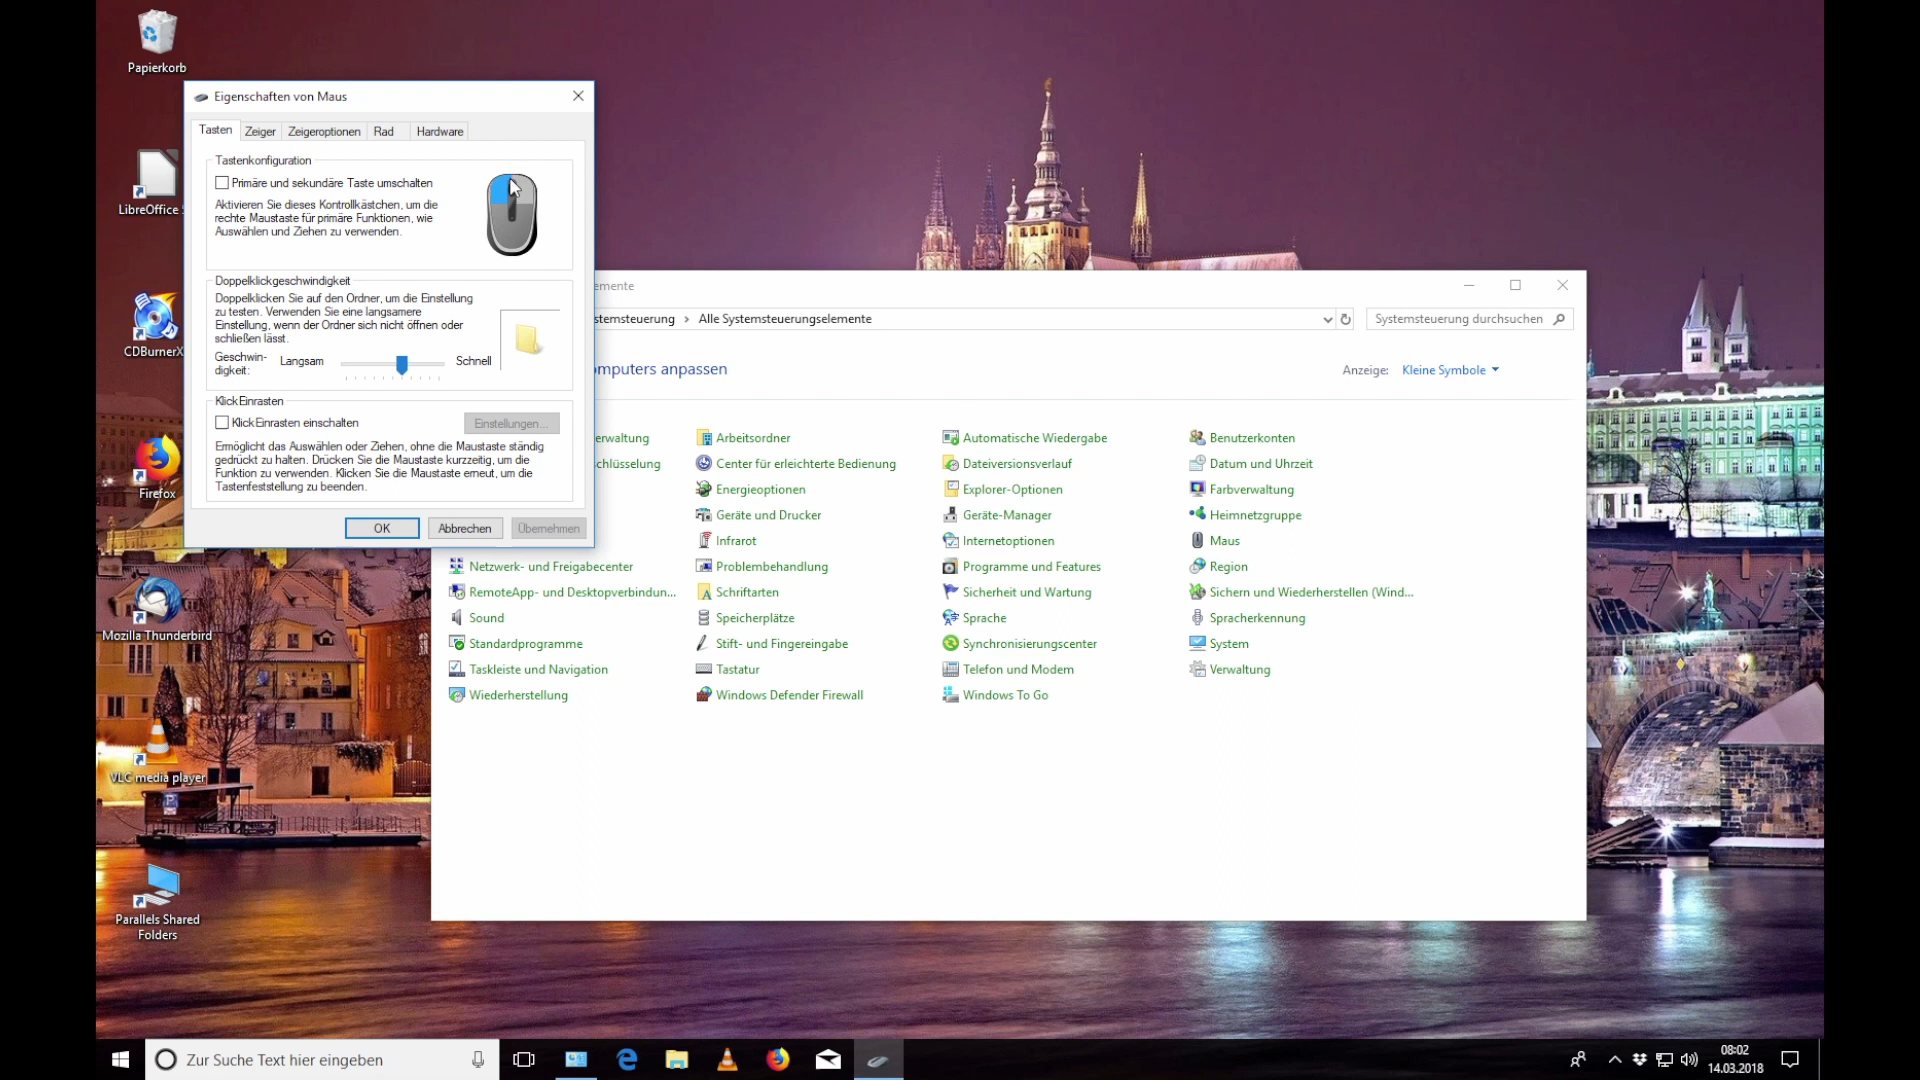 Papierkorb
LibreOffice
CDBurnerX
Firefox
Mozilla Thunderbird
VLC media player
Parallels Shared
Folders
Eigenschaften von Maus
Tasten Zeiger Zeigeroptionen Rad Hardware
Tastenkonfiguration
Primäre und sekundäre Taste umschalten
Aktivieren Sie dieses Kontrollkästchen, um die
rechte Maustaste für primäre Funktionen, wie
Auswählen und Ziehen zu verwenden.
Doppelklickgeschwindigkeit
Doppelklicken Sie auf den Ordner, um die Einstellung
zu testen. Verwenden Sie eine langsamere
Einstellung, wenn der Ordner sich nicht öffnen oder
schließen lässt.
Geschwin-
digkeit:
Langsam Schnell
KlickEinrasten
KlickEinrasten einschalten Einstellungen...
Ermöglicht das Auswählen oder Ziehen, ohne die Maustaste ständig
gedrückt zu halten. Drücken Sie die Maustaste kurzzeitig, um die
Funktion zu verwenden. Klicken Sie die Maustaste erneut, um die
Tastenfeststellung zu beenden.
OK Abbrechen Übernehmen
emente
stemsteuerung > Alle Systemsteuerungselemente
Systemsteuerung durchsuchen
mputers anpassen
Anzeige: Kleine Symbole
erwaltung Arbeitsordner Automatische Wiedergabe Benutzerkonten
chlüsselung Center für erleichterte Bedienung Dateiversionsverlauf Datum und Uhrzeit
Energieoptionen Explorer-Optionen Farbverwaltung
Geräte und Drucker Geräte-Manager Heimnetzgruppe
Infrarot Internetoptionen Maus
Netzwerk- und Freigabecenter Problembehandlung Programme und Features Region
RemoteApp- und Desktopverbindun... Schriftarten Sicherheit und Wartung Sichern und Wiederherstellen (Wind...
Sound Speicherplätze Sprache Spracherkennung
Standardprogramme Stift- und Fingereingabe Synchronisierungscenter System
Taskleiste und Navigation Tastatur Telefon und Modem Verwaltung
Wiederherstellung Windows Defender Firewall Windows To Go
Zur Suche Text hier eingeben
08:02
14.03.2018